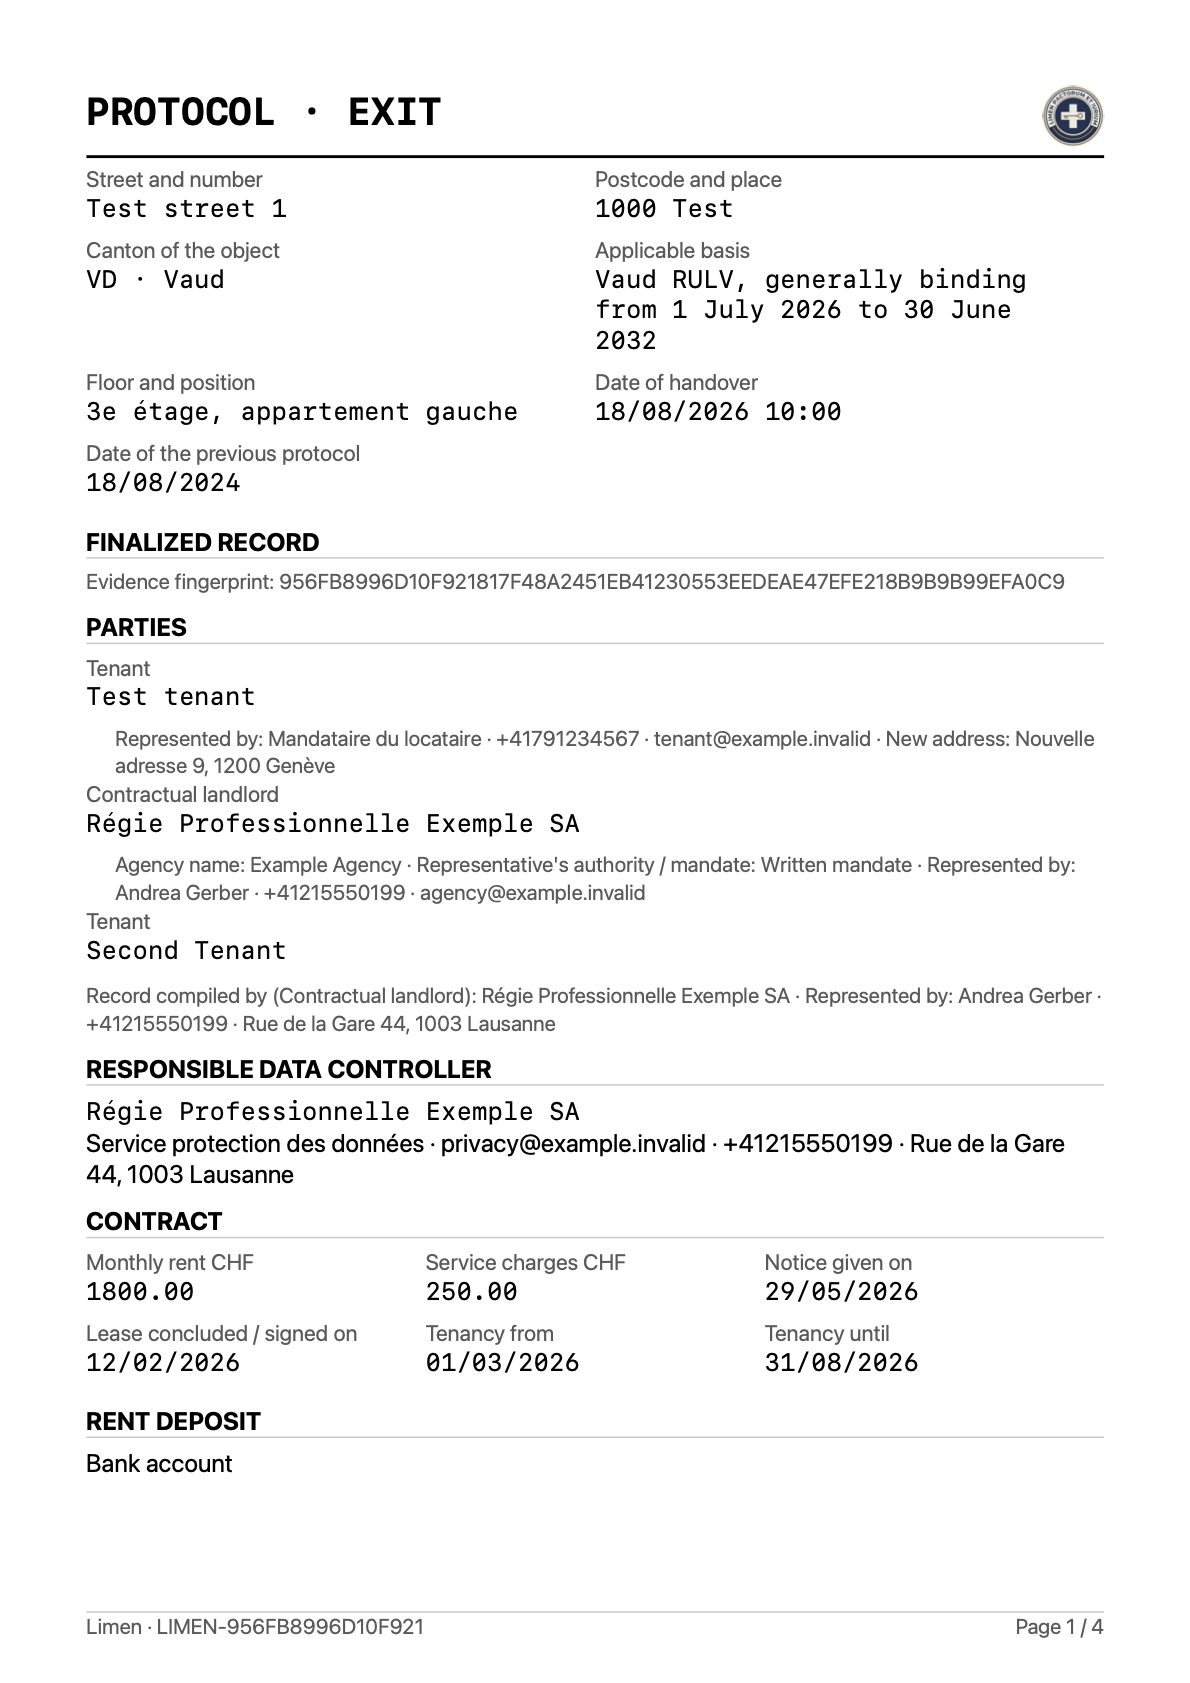 PROTOCOL · EXIT
Street and number
Test street 1
Postcode and place
1000 Test
Canton of the object
VD · Vaud
Applicable basis
Vaud RULV, generally binding
from 1 July 2026 to 30 June
2032
Floor and position
3e étage, appartement gauche
Date of handover
18/08/2026 10:00
Date of the previous protocol
18/08/2024
FINALIZED RECORD
Evidence fingerprint: 956FB8996D10F921817F48A2451EB41230553EEDEAE47EFE218B9B9B99EFA0C9
PARTIES
Tenant
Test tenant
Represented by: Mandataire du locataire · +41791234567 · tenant@example.invalid · New address: Nouvelle
adresse 9, 1200 Genève
Contractual landlord
Régie Professionnelle Exemple SA
Agency name: Example Agency · Representative's authority / mandate: Written mandate · Represented by:
Andrea Gerber · +41215550199 · agency@example.invalid
Tenant
Second Tenant
Record compiled by (Contractual landlord): Régie Professionnelle Exemple SA · Represented by: Andrea Gerber ·
+41215550199 · Rue de la Gare 44, 1003 Lausanne
RESPONSIBLE DATA CONTROLLER
Régie Professionnelle Exemple SA
Service protection des données · privacy@example.invalid · +41215550199 · Rue de la Gare
44, 1003 Lausanne
CONTRACT
Monthly rent CHF
1800.00
Service charges CHF
250.00
Notice given on
29/05/2026
Lease concluded / signed on
12/02/2026
Tenancy from
01/03/2026
Tenancy until
31/08/2026
RENT DEPOSIT
Bank account
Limen · LIMEN-956FB8996D10F921
Page 1 / 4